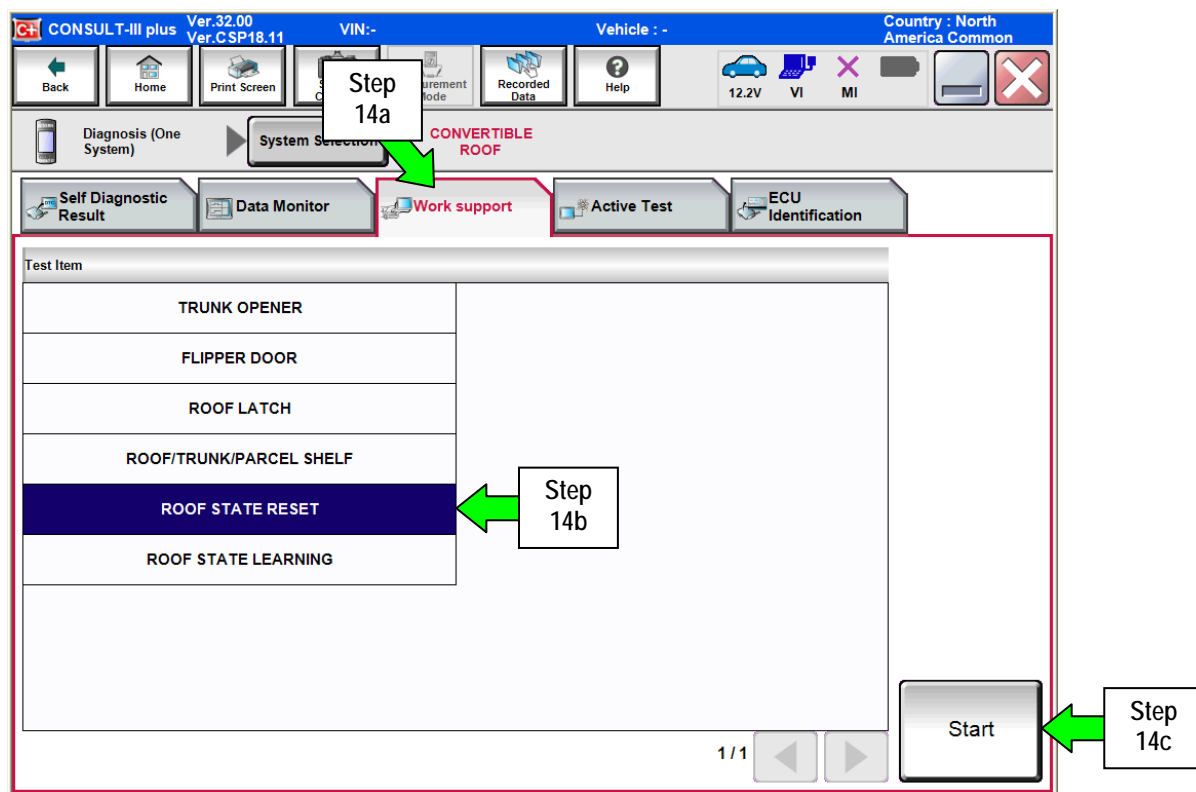 CONSULT-III plus
Ver.32.00
Ver.CSP18.11
VIN:-
Vehicle : -
Country : North
America Common
Back
Home
Print Screen
Recorded
Data
Help
12.2V
VI
MI
Step
14a
Diagnosis (One
System)
System Selection
CONVERTIBLE
ROOF
Self Diagnostic
Result
Data Monitor
Work support
Active Test
ECU
Identification
Test Item
TRUNK OPENER
FLIPPER DOOR
ROOF LATCH
ROOF/TRUNK/PARCEL SHELF
ROOF STATE RESET
ROOF STATE LEARNING
Step
14b
Start
Step
14c
1/1